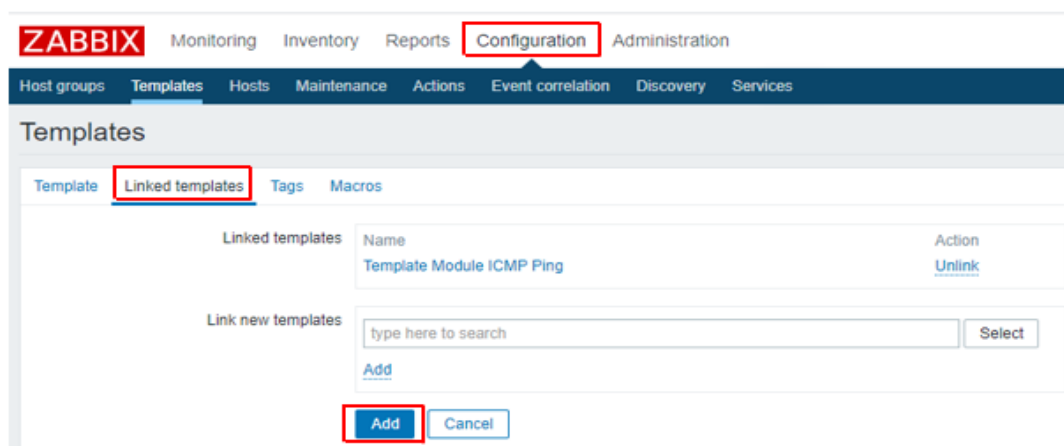 ZABBIX Monitoring Inventory Reports Configuration Administration
Host groups Templates Hosts Maintenance Actions Event correlation Discovery Services
Templates
Template Linked templates Tags Macros
Linked templates Name Action
Template Module ICMP Ping Unlink
Link new templates type here to search Select
Add
Add Cancel